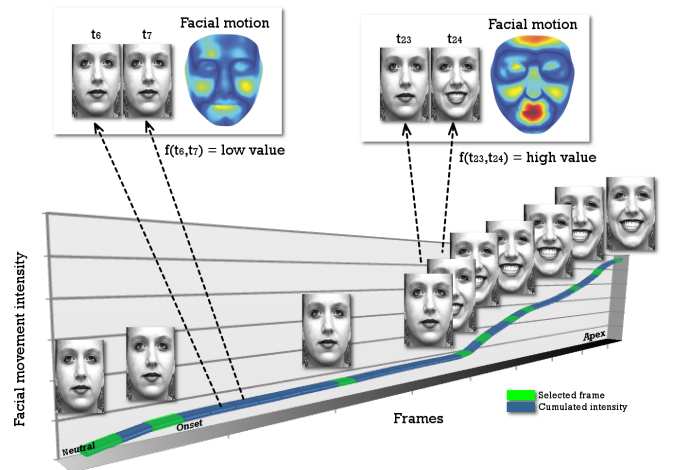 Facial motion
t6 t7
f(t6,t7) = low value
Facial motion
t23 t24
f(t23,t24) = high value
Facial movement intensity
Neutral
Onset
Apex
Frames
Selected frame
Cumulated intensity